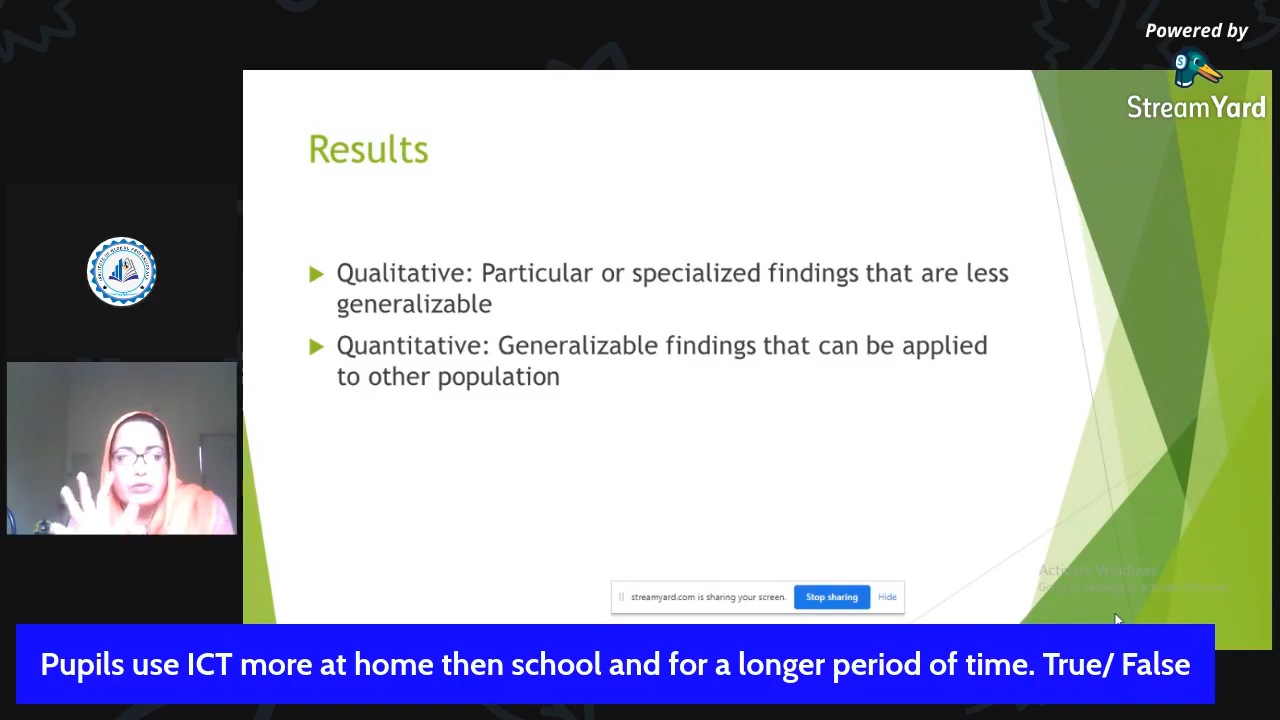 Powered by
StreamYard
Results
Qualitative: Particular or specialized findings that are less
generalizable
Quantitative: Generalizable findings that can be applied
to other population
Activate Windows
streamyard.com is sharing your screen.
Stop sharing
Hide
Pupils use ICT more at home then school and for a longer period of time. True/ False